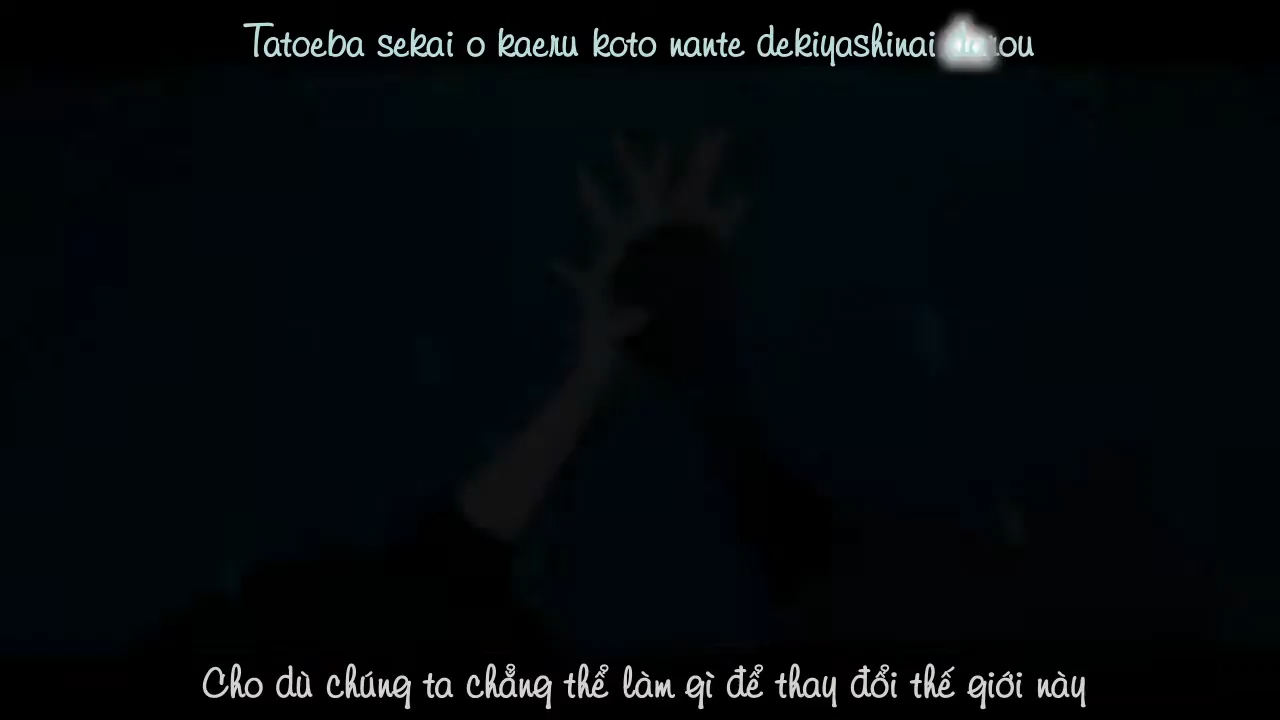 Tatoeba sekai o kaeru koto nante dekiyashinai darou
Cho dù chúng ta chẳng thể làm gì để thay đổi thế giới này